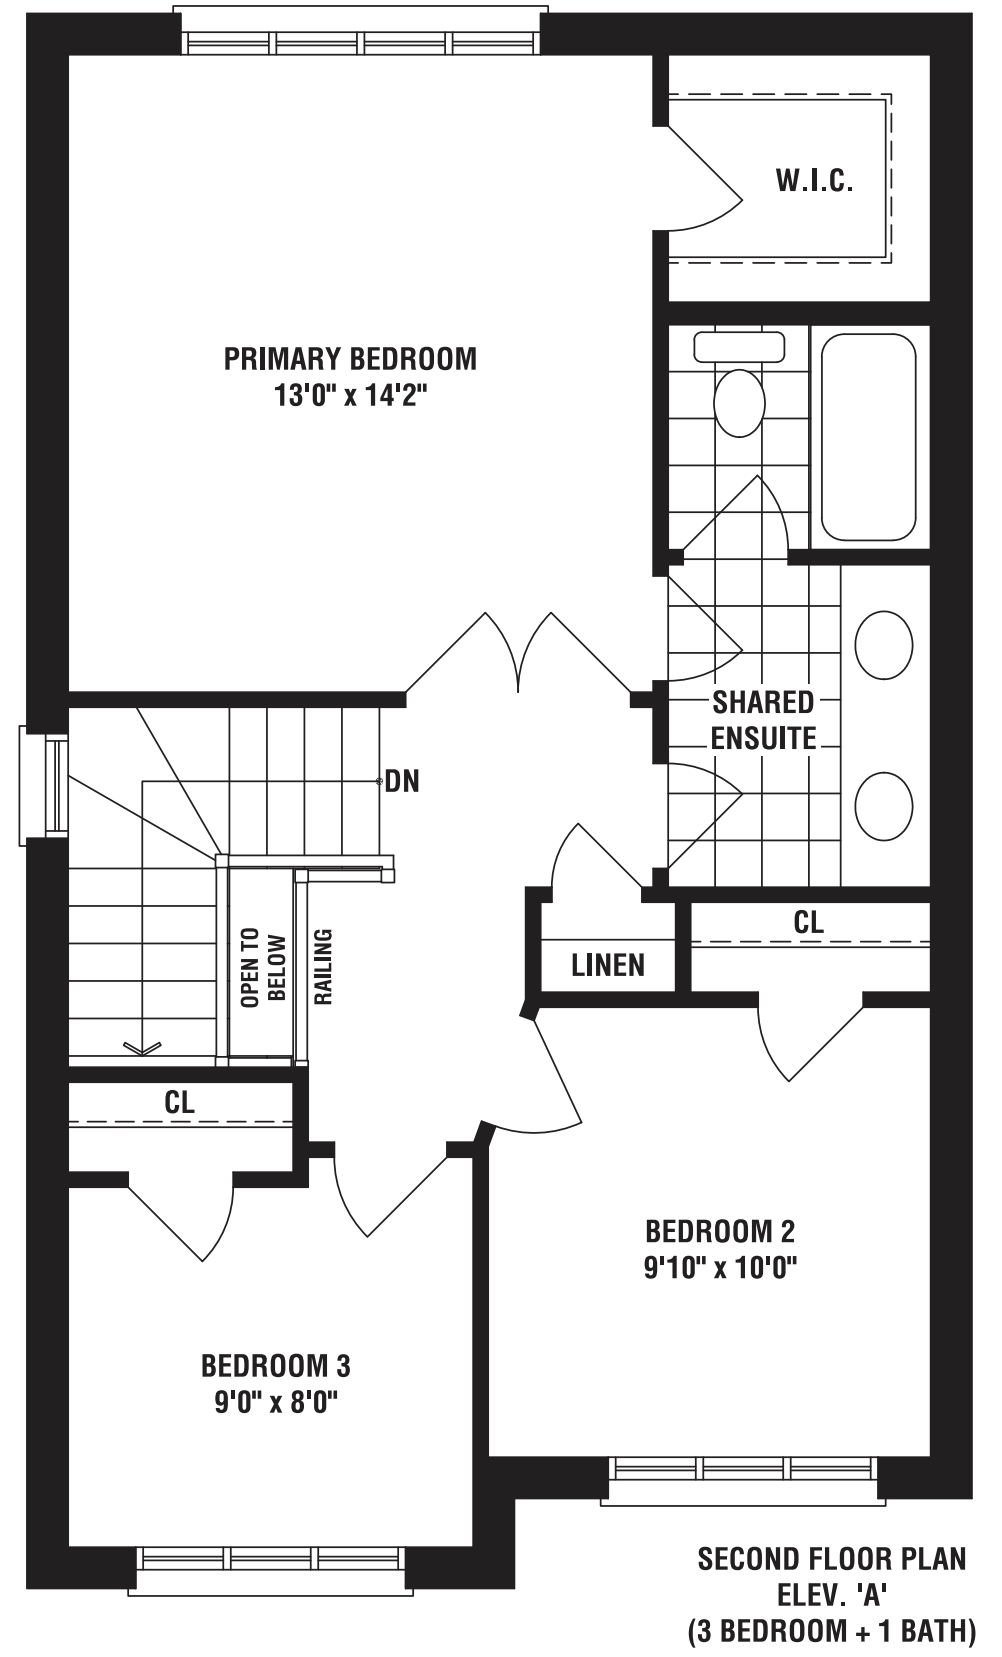 W.I.C.
PRIMARY BEDROOM
13'0" x 14'2"
SHARED
ENSUITE
DN
OPEN TO
BELOW
RAILING
CL
LINEN
CL
BEDROOM 2
9'10" x 10'0"
BEDROOM 3
9'0" x 8'0"
SECOND FLOOR PLAN
ELEV. 'A'
(3 BEDROOM + 1 BATH)